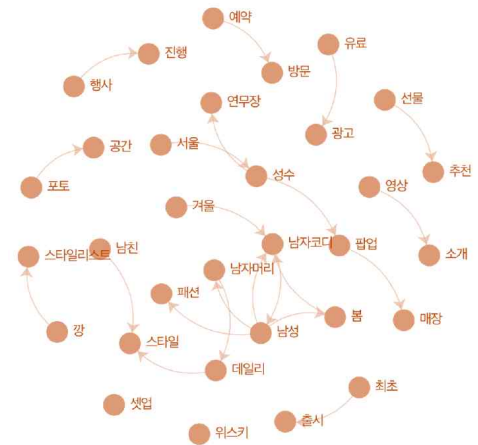 예약
유료
진행
방문
행사
연무장
선물
광고
서울
공간
추천
성수
영상
포토
겨울
남자코디
팝업
남친
소개
스타일리스트
남자머리
패션
봄
매장
깡
남성
스타일
데일리
최초
셋업
출시
위스키